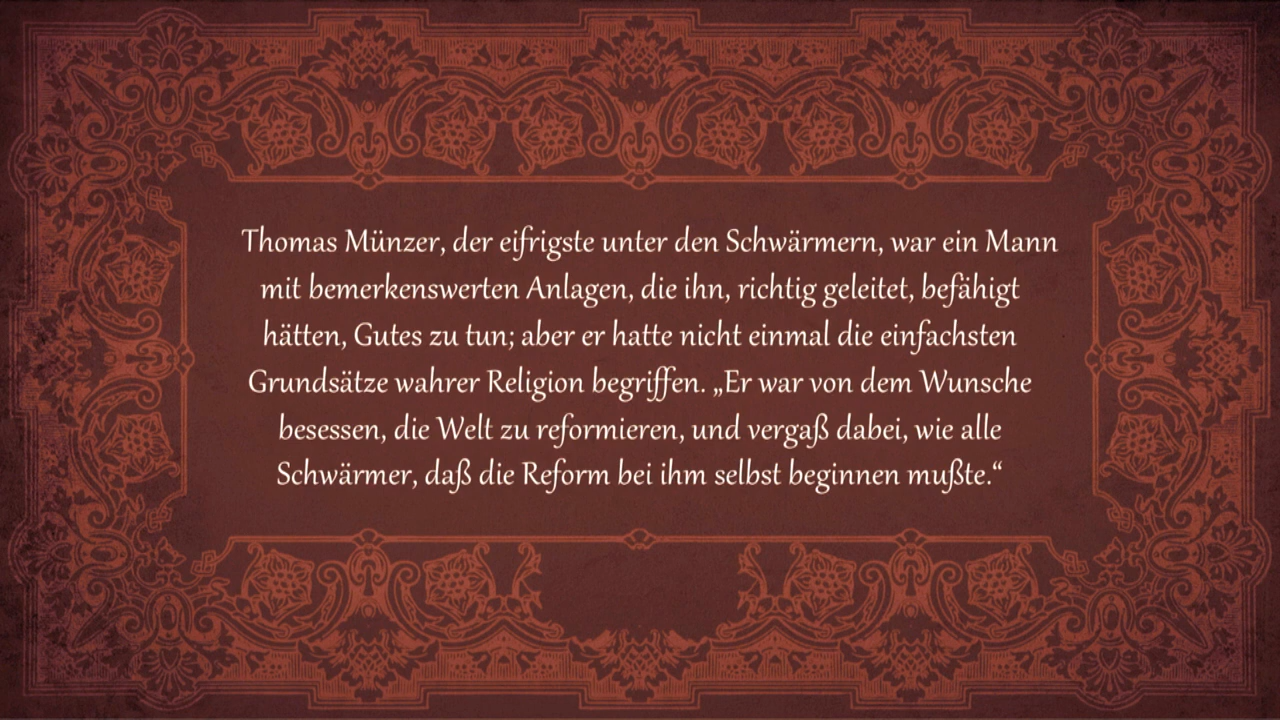 Thomas Münzer, der eifrigste unter den Schwärmern, war ein Mann
mit bemerkenswerten Anlagen, die ihn, richtig geleitet, befähigt
hätten, Gutes zu tun; aber er hatte nicht einmal die einfachsten
Grundsätze wahrer Religion begriffen. „Er war von dem Wunsche
besessen, die Welt zu reformieren, und vergaß dabei, wie alle
Schwärmer, daß die Reform bei ihm selbst beginnen mußte.“